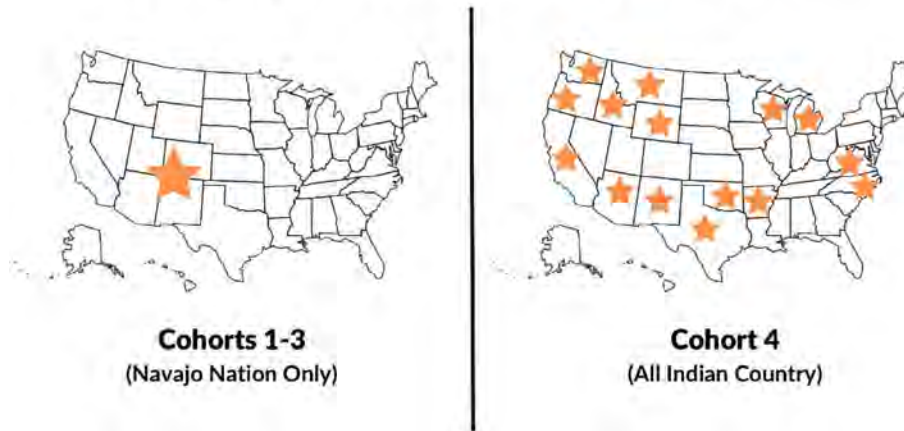 Cohorts 1-3
(Navajo Nation Only)
Cohort 4
(All Indian Country)